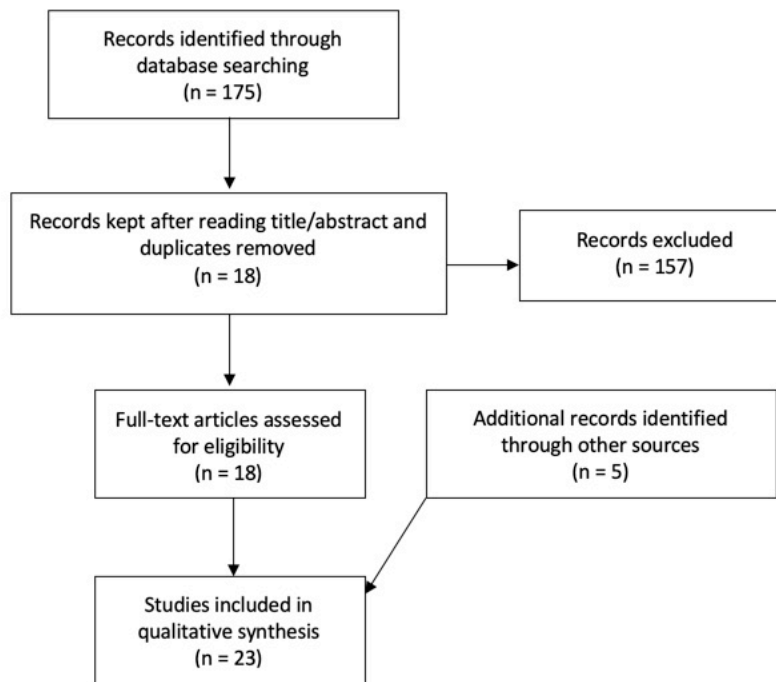 Records identified through
database searching
(n = 175)
Records kept after reading title/abstract and
duplicates removed
(n = 18)
Records excluded
(n = 157)
Full-text articles assessed
for eligibility
(n = 18)
Additional records identified
through other sources
(n = 5)
Studies included in
qualitative synthesis
(n = 23)